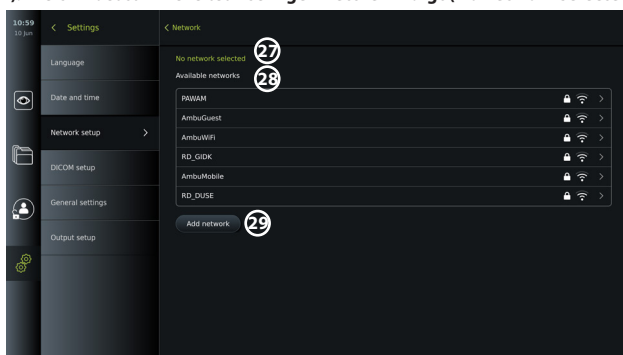 10:59
10 Jun
Settings
Network
Language
Date and time
Network setup
DICOM setup
General settings
Output setup
No network selected
27
Available networks
28
PAWAM
AmbuGuest
AmbuWiFi
RD_GIDK
AmbuMobile
RD_DUSE
Add network
29